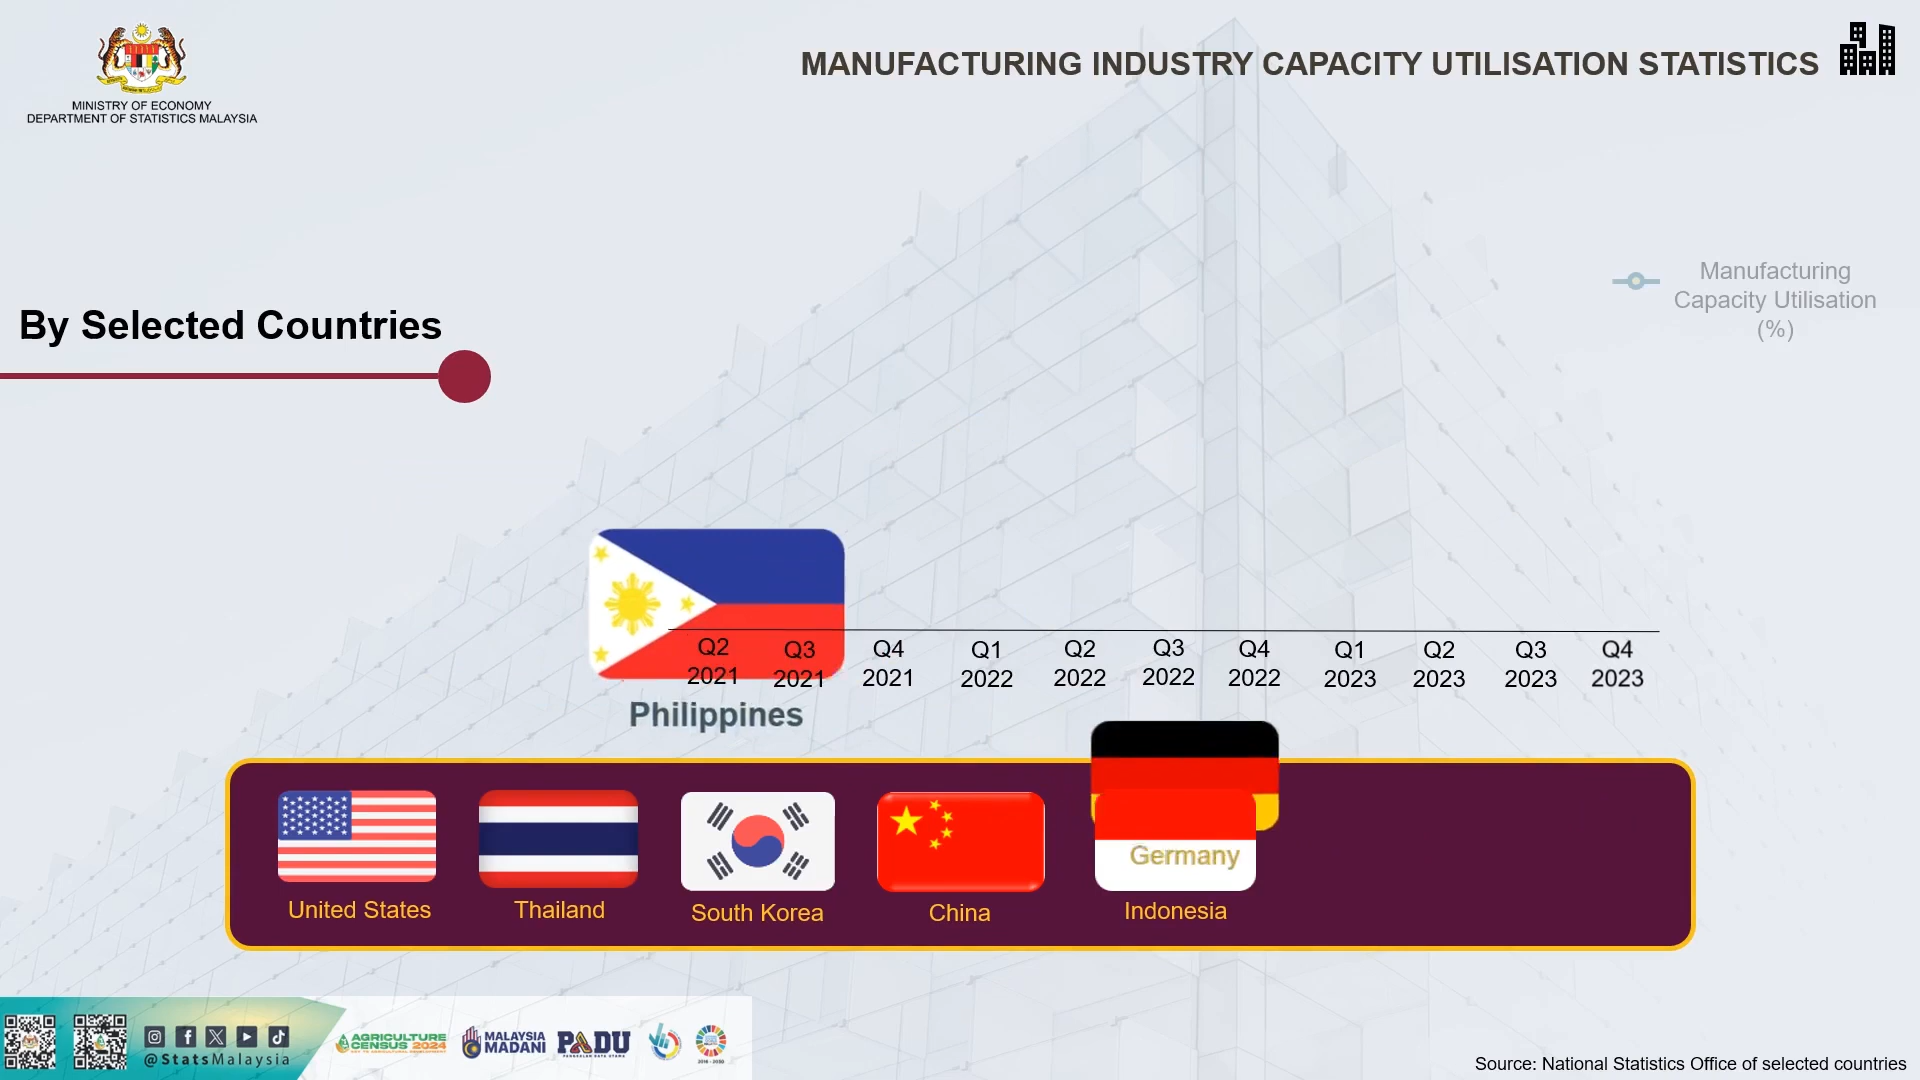 MINISTRY OF ECONOMY
DEPARTMENT OF STATISTICS MALAYSIA
MANUFACTURING INDUSTRY CAPACITY UTILISATION STATISTICS
Manufacturing
Capacity Utilisation
(%)
By Selected Countries
Q2 Q3 Q4 Q1 Q2 Q3 Q4 Q1 Q2 Q3 Q4
2021 2021 2021 2022 2022 2022 2022 2023 2023 2023 2023
Philippines
Germany
United States
Thailand
South Korea
China
Indonesia
@StatsMalaysia
AGRICULTURE
CENSUS 2024
MALAYSIA
MADANI
PADU
Source: National Statistics Office of selected countries